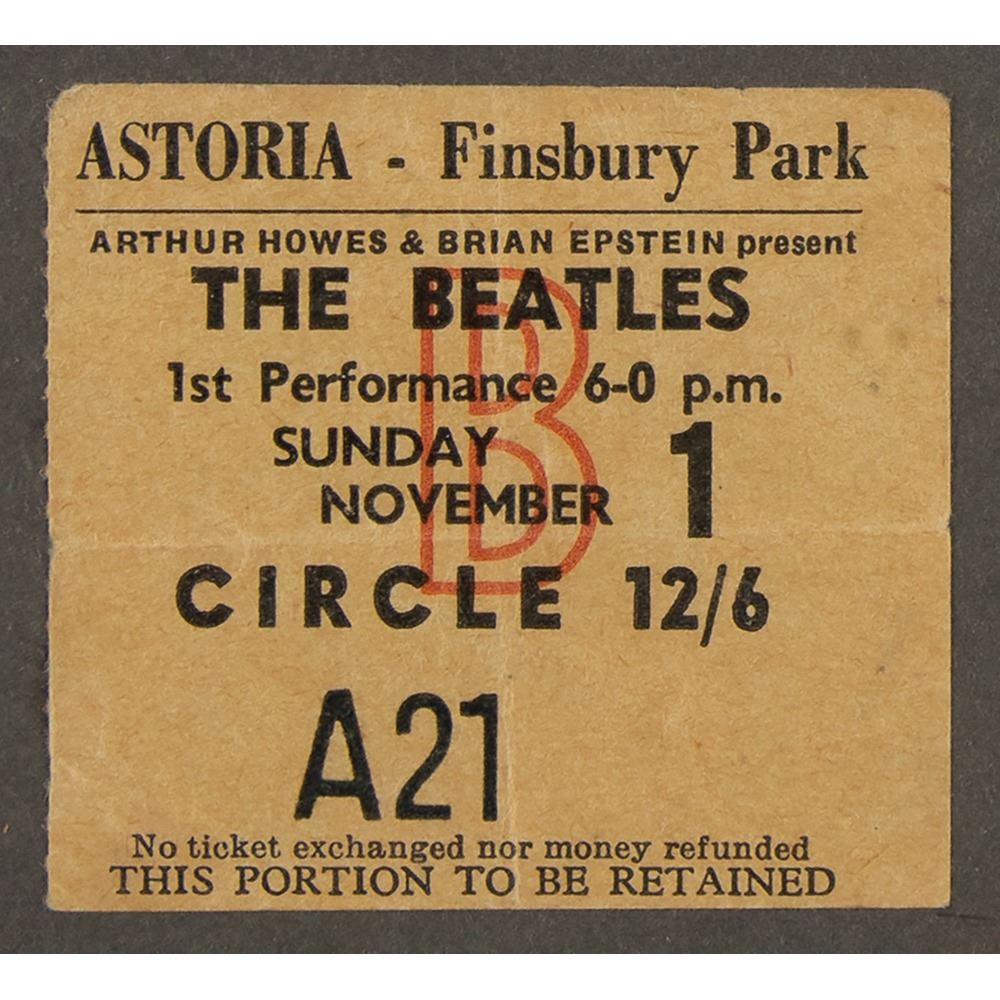 ASTORIA - Finsbury Park
ARTHUR HOWES & BRIAN EPSTEIN present
THE BEATLES
1st Performance 6-0 p.m.
SUNDAY
NOVEMBER 1
B
CIRCLE 12/6
A21
No ticket exchanged nor money refunded
THIS PORTION TO BE RETAINED